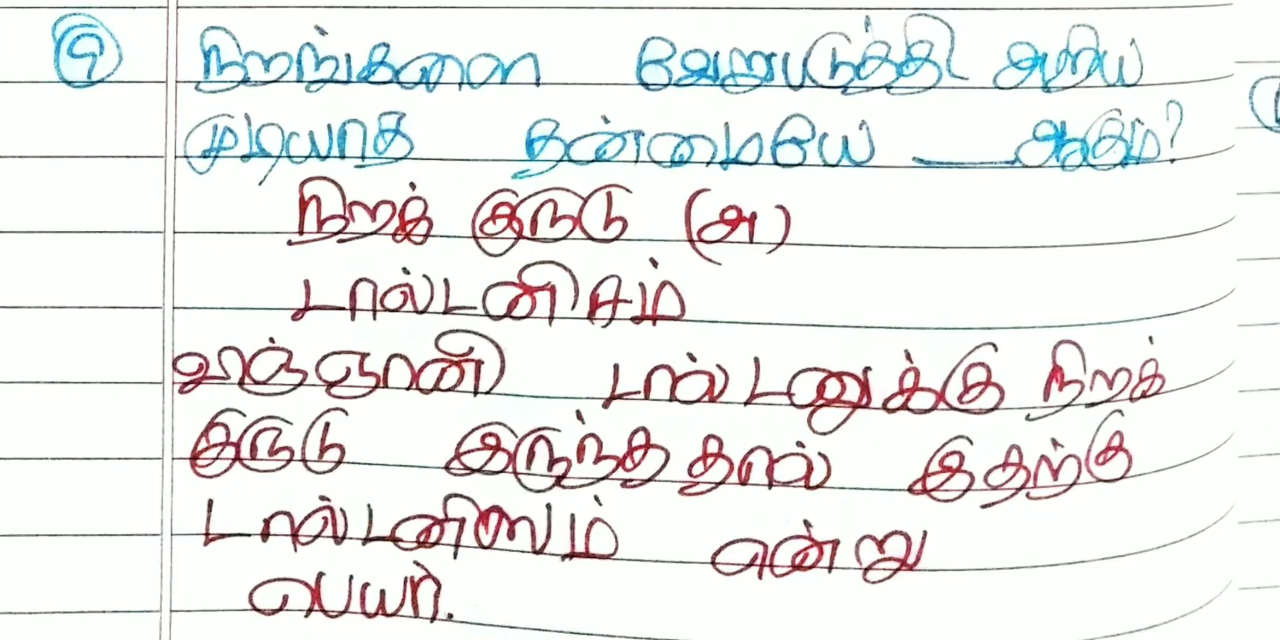 9 நிறங்களை வேறுபடுத்தி அறிய
முடியாத தன்மையே ____ ஆகும்?
நிறக் குருடு (அ)
டால்டனிசம்
விஞ்ஞானி டால்டனுக்கு நிறக்
குருடு இருந்ததால் இதற்கு
டால்டனிஸம் என்று
பெயர்.